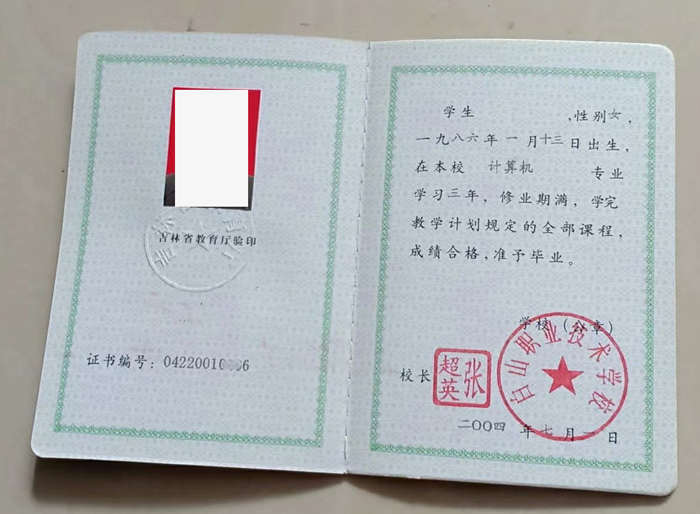 吉林省教育厅验印
证书编号: 04220010 6
学生 ,性别女,
一九八六年一月十三日出生,
在本校 计算机 专业
学习三年, 修业期满, 学完
教学计划规定的全部课程,
成绩合格,准予毕业。
学校(公章)
白山职业技术学校
校长
张超英
二〇〇四年七月一日